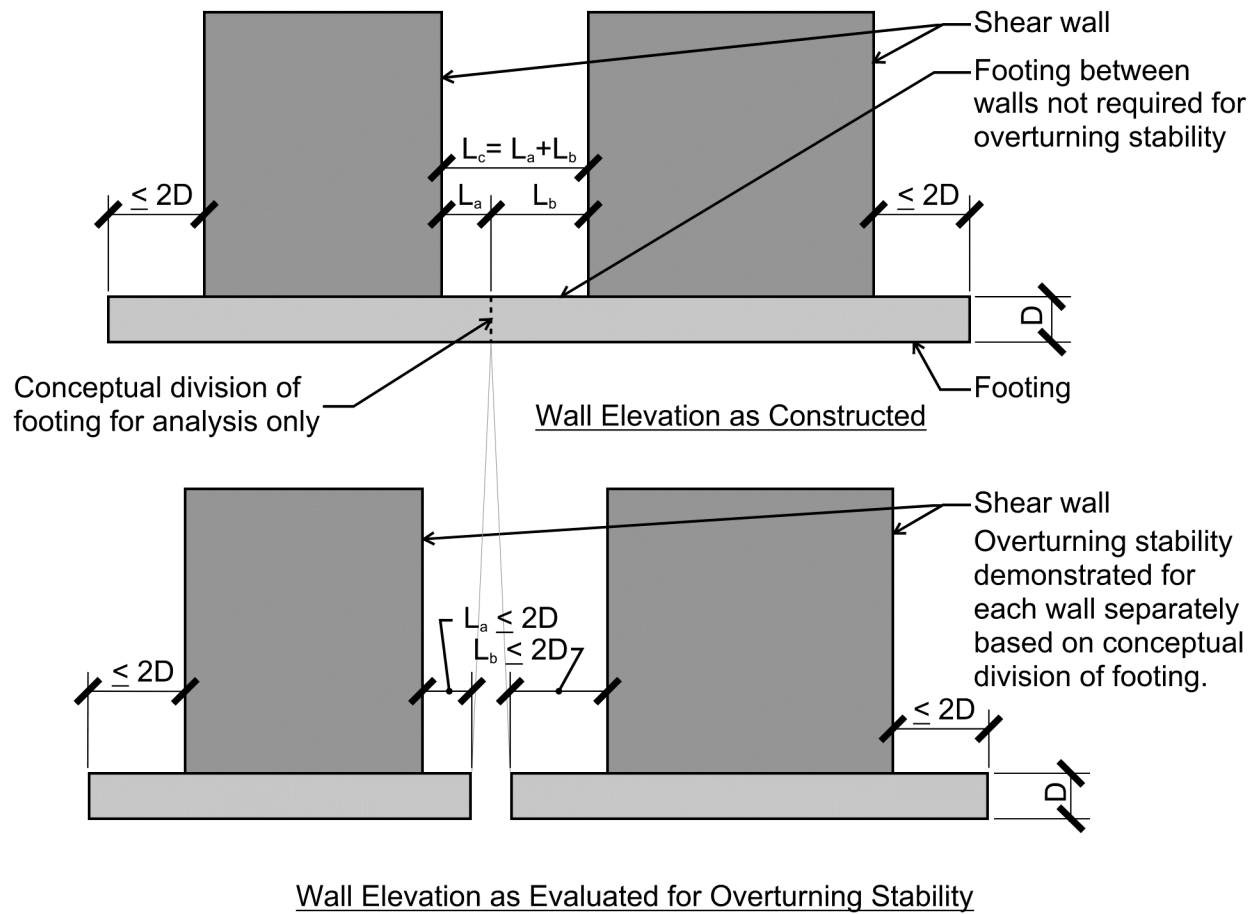 Shear wall
Footing between
walls not required for
overturning stability
Lc= La+Lb
≤ 2D
La
Lb
≤ 2D
D
Conceptual division of
footing for analysis only
Footing
Wall Elevation as Constructed
Shear wall
Overturning stability
demonstrated for
each wall separately
based on conceptual
division of footing.
La ≤ 2D
Lb ≤ 2D
≤ 2D
≤ 2D
D
Wall Elevation as Evaluated for Overturning Stability